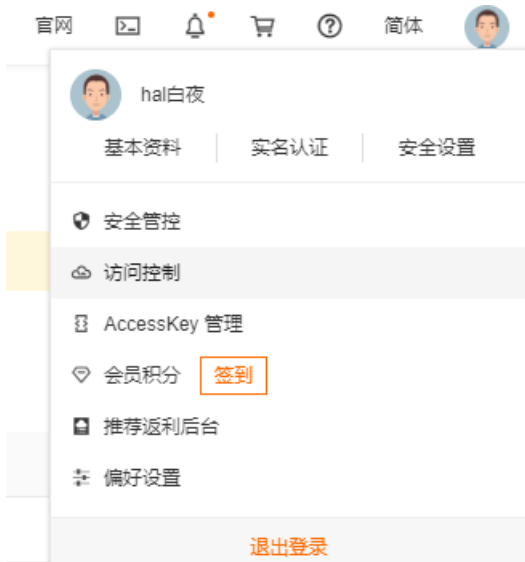 官网 简体
hal白夜
基本资料 实名认证 安全设置
安全管控
访问控制
AccessKey 管理
会员积分 签到
推荐返利后台
偏好设置
退出登录